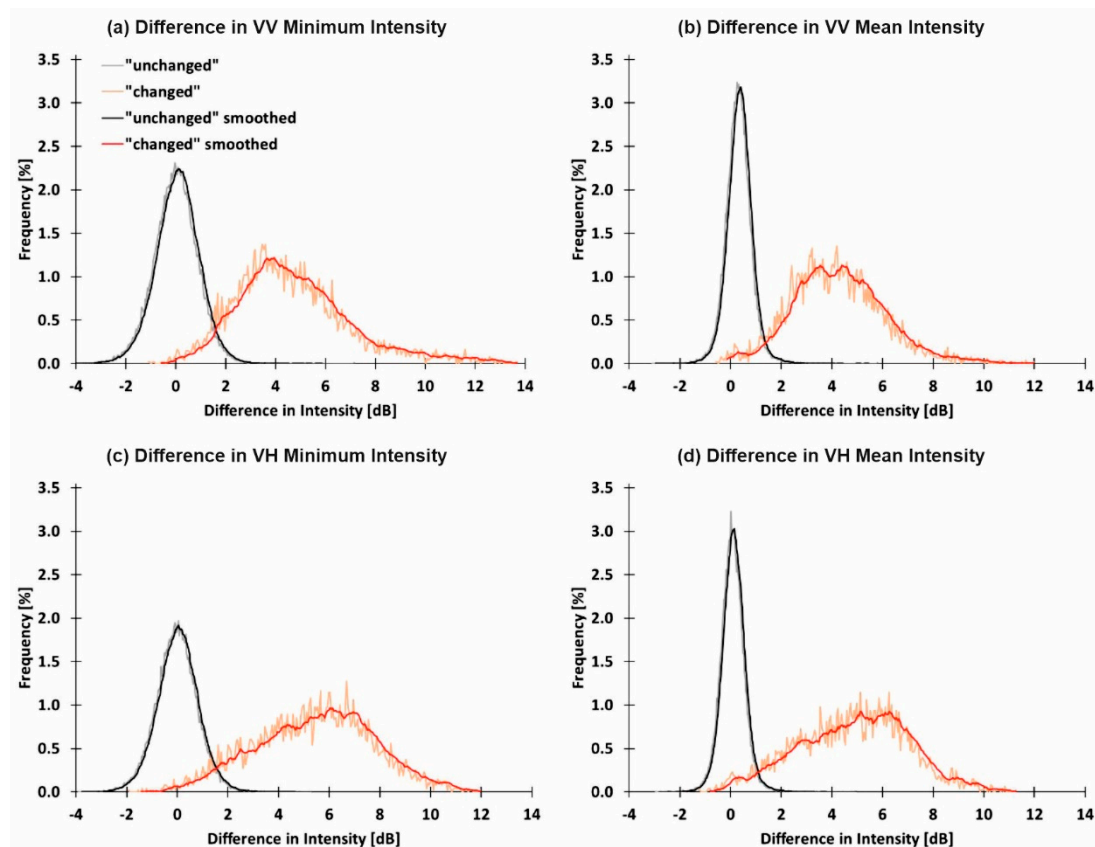 (a) Difference in VV Minimum Intensity
3.5
3.0
2.5
2.0
1.5
1.0
0.5
0.0
Frequency [%]
"unchanged"
"changed"
"unchanged" smoothed
"changed" smoothed
-4 -2 0 2 4 6 8 10 12 14
Difference in Intensity [dB]
(b) Difference in VV Mean Intensity
3.5
3.0
2.5
2.0
1.5
1.0
0.5
0.0
Frequency [%]
-4 -2 0 2 4 6 8 10 12 14
Difference in Intensity [dB]
(c) Difference in VH Minimum Intensity
3.5
3.0
2.5
2.0
1.5
1.0
0.5
0.0
Frequency [%]
-4 -2 0 2 4 6 8 10 12 14
Difference in Intensity [dB]
(d) Difference in VH Mean Intensity
3.5
3.0
2.5
2.0
1.5
1.0
0.5
0.0
Frequency [%]
-4 -2 0 2 4 6 8 10 12 14
Difference in Intensity [dB]